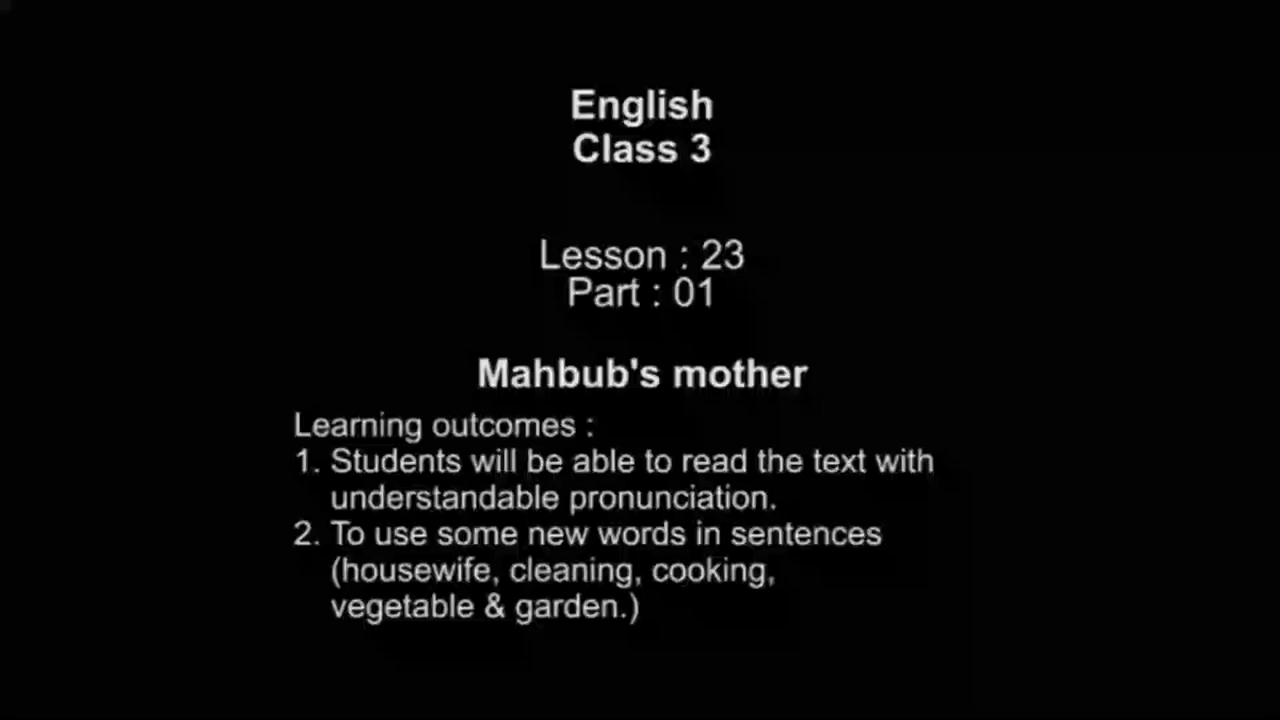 English
Class 3
Lesson : 23
Part : 01
Mahbub's mother
Learning outcomes :
1. Students will be able to read the text with
understandable pronunciation.
2. To use some new words in sentences
(housewife, cleaning, cooking,
vegetable & garden.)